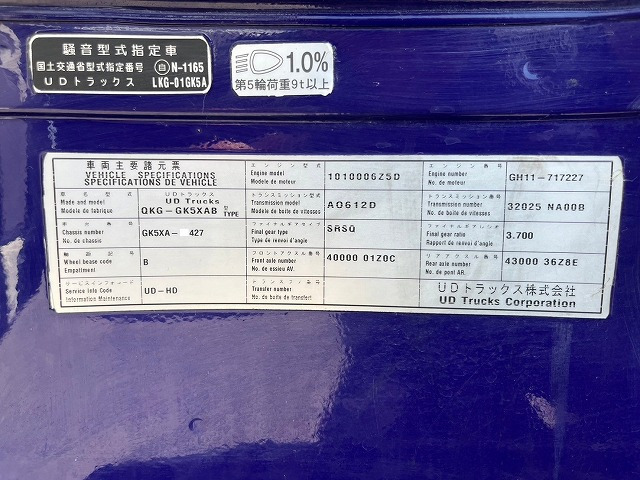 騒音型式指定車
国土交通省型式指定番号 自 N-1165
UDトラックス LKG-01GK5A
1.0%
第5輪荷重9t以上
車両主要諸元票
VEHICLE SPECIFICATIONS
SPECIFICATIONS DE VEHICLE
車名型式
Made and model
Modele de fabrique
UD Trucks
QKG-GK5XAB 型 TYPE
車台番号
Chassis number
No. de chassis
GK5XA- 427
軸距記号
Wheel base code
Empattement
B
サービスインフォコード
Service Info Code
Information Maintenance
UD-HD
エンジン型式
Engine model
Modele de moteur
1010006Z5D
トランスミッション型式
Transmission model
Modele de boite de vitesses
AO612D
ファイナルギヤタイプ
Final gear type
Type de renvoi d'angle
SRSQ
フロントアクスル番号
Front axle number
No. de essieu AV.
40000 01Z0C
トランスファ番号
Transfer number
No. de boite de transfert
エンジン番号
Engine number
No. de moteur
GH11-717227
トランスミッション番号
Transmission number
No. de boite de vitesses
32025 NA00B
ファイナルギアレシオ
Final gear ratio
Rapport de renvoi d'angle
3.700
リアアクスル番号
Rear axle number
No. de pont AR.
43000 36Z8E
UDトラックス株式会社
UD Trucks Corporation